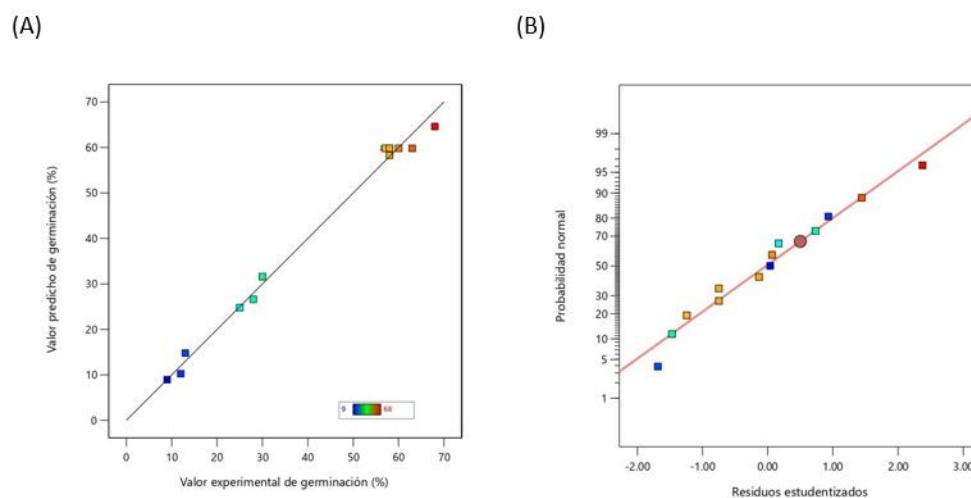 (A)
(B)
70
60
50
40
30
20
10
0
Valor predicho de germinación (%)
9
68
0 10 20 30 40 50 60 70
Valor experimental de germinación (%)
99
95
90
80
70
50
30
20
10
5
1
Probabilidad normal
-2.00 -1.00 0.00 1.00 2.00 3.00
Residuos estudentizados